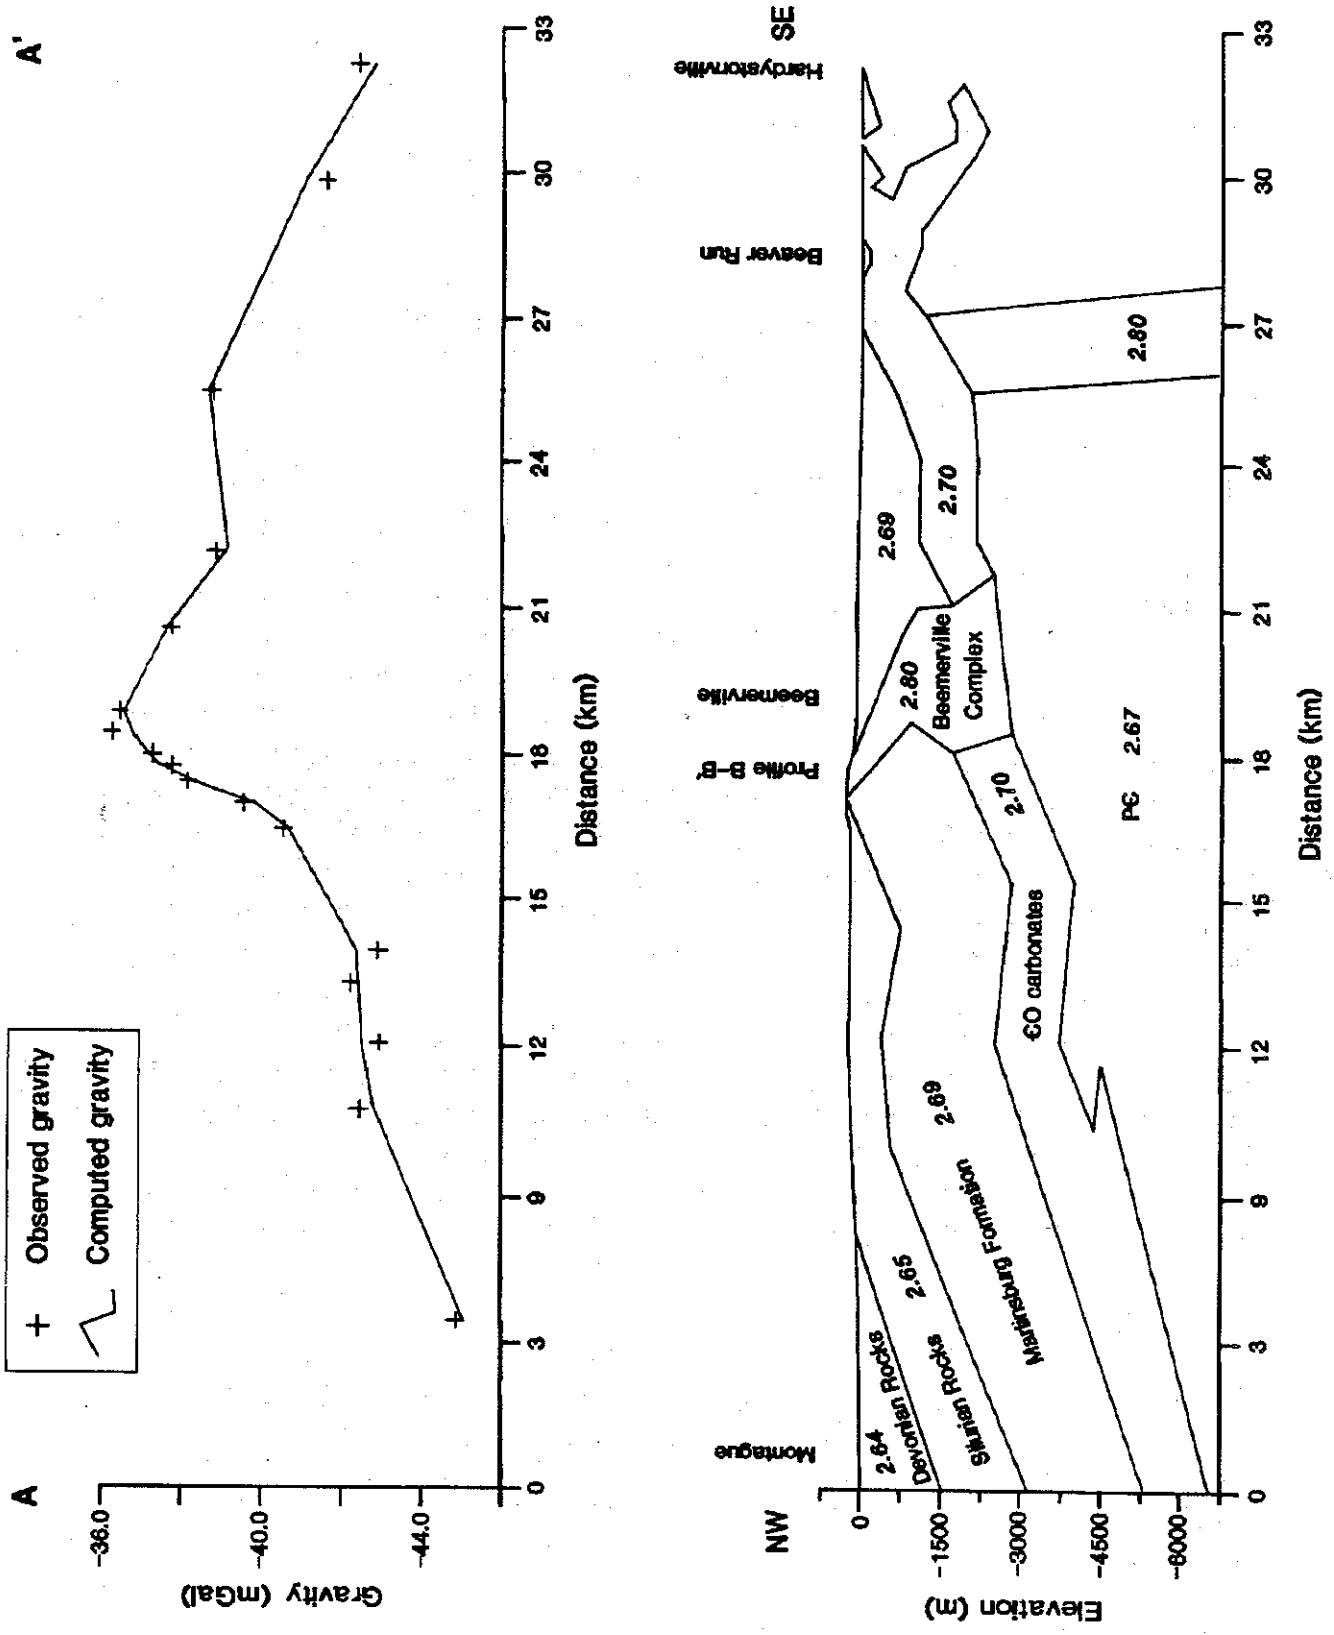 A
A'
+ Observed gravity
Computed gravity
Gravity (mGal)
-36.0
-40.0
-44.0
0
3
6
9
12
15
18
21
24
27
30
33
Distance (km)
NW
SE
Montague
Profile B-B'
Beemerville
Beaver Run
Hardystonville
Elevation (m)
0
-1500
-3000
-4500
-6000
2.64
Devonian Rocks
2.65
Silurian Rocks
2.69
Martinsburg Formation
ЄO carbonates
2.70
2.80
Beemerville
Complex
2.69
2.70
2.80
PЄ
2.67
0
3
6
9
12
15
18
21
24
27
30
33
Distance (km)